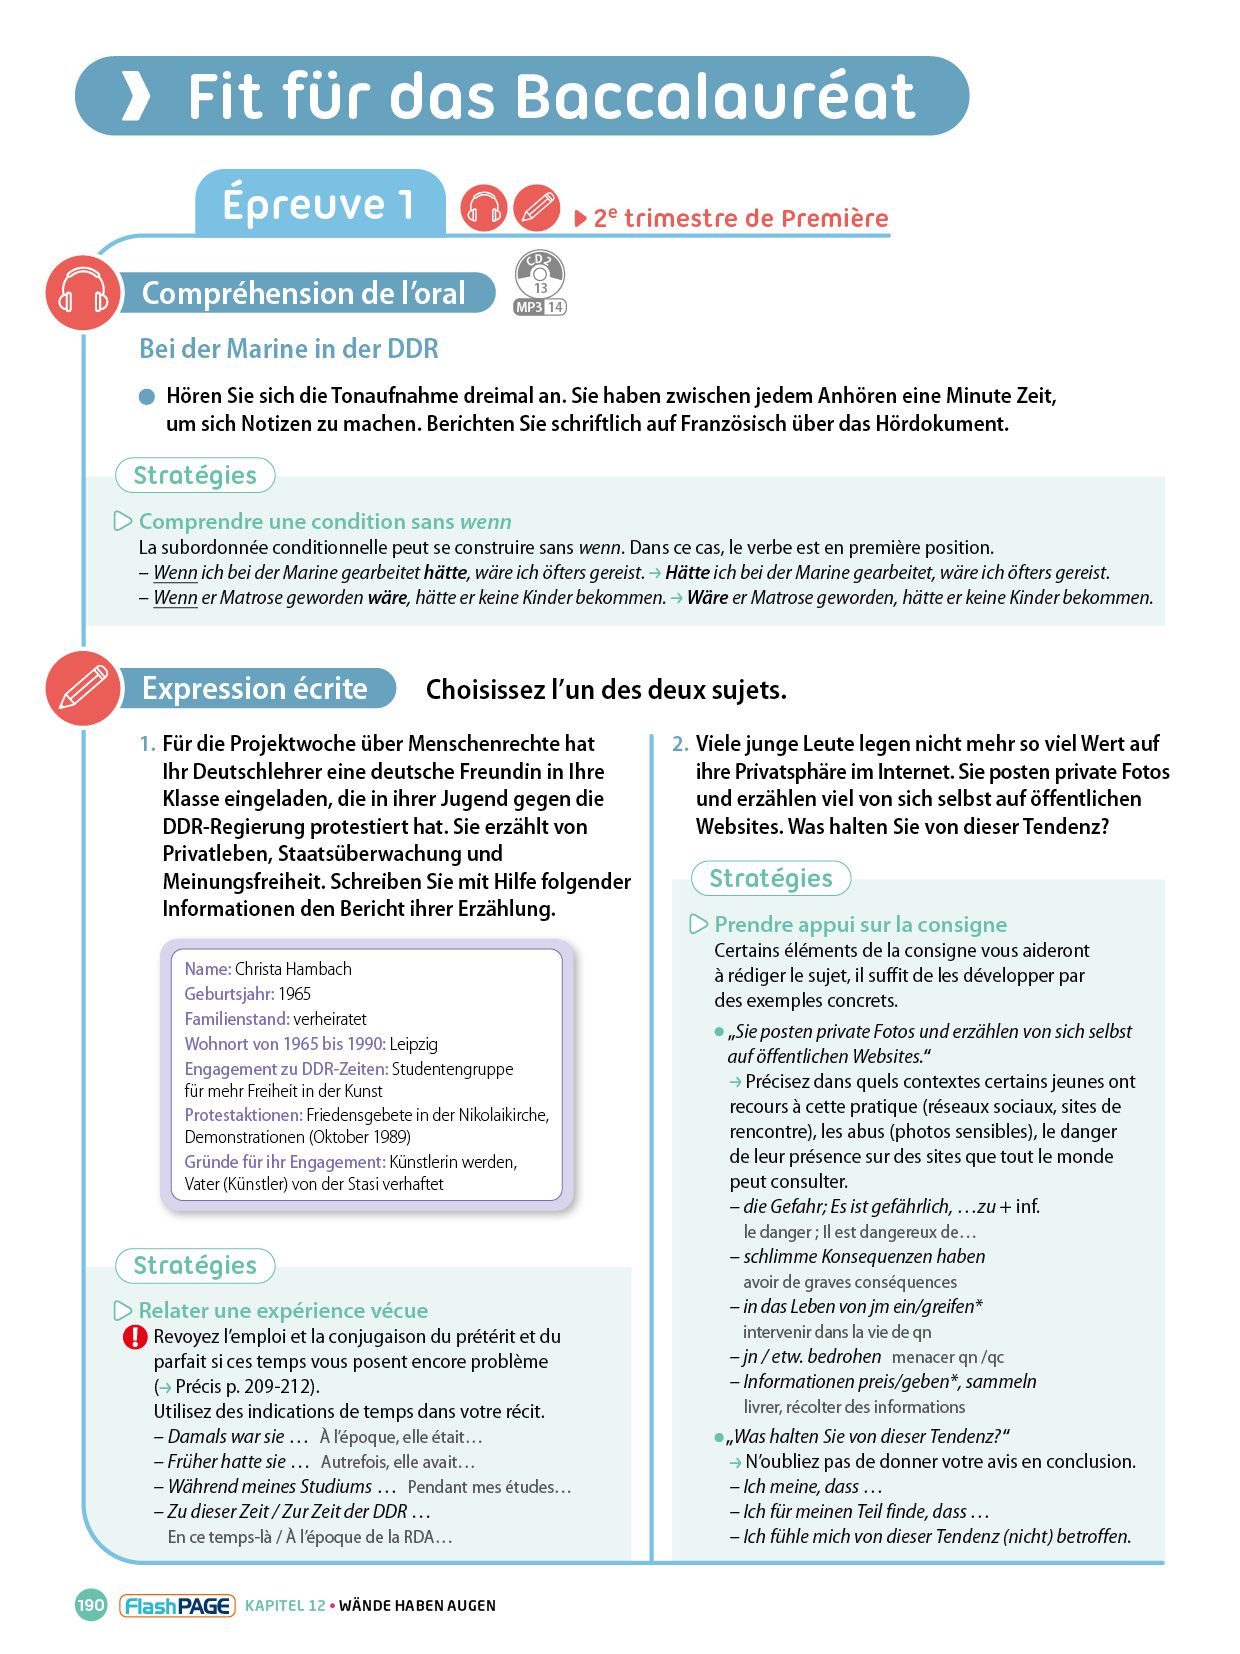 Fit für das Baccalauréat
Épreuve 1
2e trimestre de Première
Compréhension de l'oral
CD 2
13
MP3 14
Bei der Marine in der DDR
Hören Sie sich die Tonaufnahme dreimal an. Sie haben zwischen jedem Anhören eine Minute Zeit,
um sich Notizen zu machen. Berichten Sie schriftlich auf Französisch über das Hördokument.
Stratégies
Comprendre une condition sans wenn
La subordonnée conditionnelle peut se construire sans wenn. Dans ce cas, le verbe est en première position.
– Wenn ich bei der Marine gearbeitet hätte, wäre ich öfters gereist. → Hätte ich bei der Marine gearbeitet, wäre ich öfters gereist.
– Wenn er Matrose geworden wäre, hätte er keine Kinder bekommen. → Wäre er Matrose geworden, hätte er keine Kinder bekommen.
Expression écrite
Choisissez l'un des deux sujets.
1. Für die Projektwoche über Menschenrechte hat
Ihr Deutschlehrer eine deutsche Freundin in Ihre
Klasse eingeladen, die in ihrer Jugend gegen die
DDR-Regierung protestiert hat. Sie erzählt von
Privatleben, Staatsüberwachung und
Meinungsfreiheit. Schreiben Sie mit Hilfe folgender
Informationen den Bericht ihrer Erzählung.
Name: Christa Hambach
Geburtsjahr: 1965
Familienstand: verheiratet
Wohnort von 1965 bis 1990: Leipzig
Engagement zu DDR-Zeiten: Studentengruppe
für mehr Freiheit in der Kunst
Protestaktionen: Friedensgebete in der Nikolaikirche,
Demonstrationen (Oktober 1989)
Gründe für ihr Engagement: Künstlerin werden,
Vater (Künstler) von der Stasi verhaftet
Stratégies
Relater une expérience vécue
! Revoyez l'emploi et la conjugaison du prétérit et du
parfait si ces temps vous posent encore problème
(→ Précis p. 209-212).
Utilisez des indications de temps dans votre récit.
– Damals war sie … À l'époque, elle était…
– Früher hatte sie … Autrefois, elle avait…
– Während meines Studiums … Pendant mes études…
– Zu dieser Zeit / Zur Zeit der DDR …
En ce temps-là / À l'époque de la RDA…
2. Viele junge Leute legen nicht mehr so viel Wert auf
ihre Privatsphäre im Internet. Sie posten private Fotos
und erzählen viel von sich selbst auf öffentlichen
Websites. Was halten Sie von dieser Tendenz?
Stratégies
Prendre appui sur la consigne
Certains éléments de la consigne vous aideront
à rédiger le sujet, il suffit de les développer par
des exemples concrets.
• „Sie posten private Fotos und erzählen von sich selbst
auf öffentlichen Websites.“
→ Précisez dans quels contextes certains jeunes ont
recours à cette pratique (réseaux sociaux, sites de
rencontre), les abus (photos sensibles), le danger
de leur présence sur des sites que tout le monde
peut consulter.
– die Gefahr; Es ist gefährlich, …zu + inf.
le danger ; Il est dangereux de…
– schlimme Konsequenzen haben
avoir de graves conséquences
– in das Leben von jm ein/greifen*
intervenir dans la vie de qn
– jn / etw. bedrohen menacer qn /qc
– Informationen preis/geben*, sammeln
livrer, récolter des informations
• „Was halten Sie von dieser Tendenz?“
→ N'oubliez pas de donner votre avis en conclusion.
– Ich meine, dass …
– Ich für meinen Teil finde, dass …
– Ich fühle mich von dieser Tendenz (nicht) betroffen.
190 FlashPAGE KAPITEL 12 • WÄNDE HABEN AUGEN